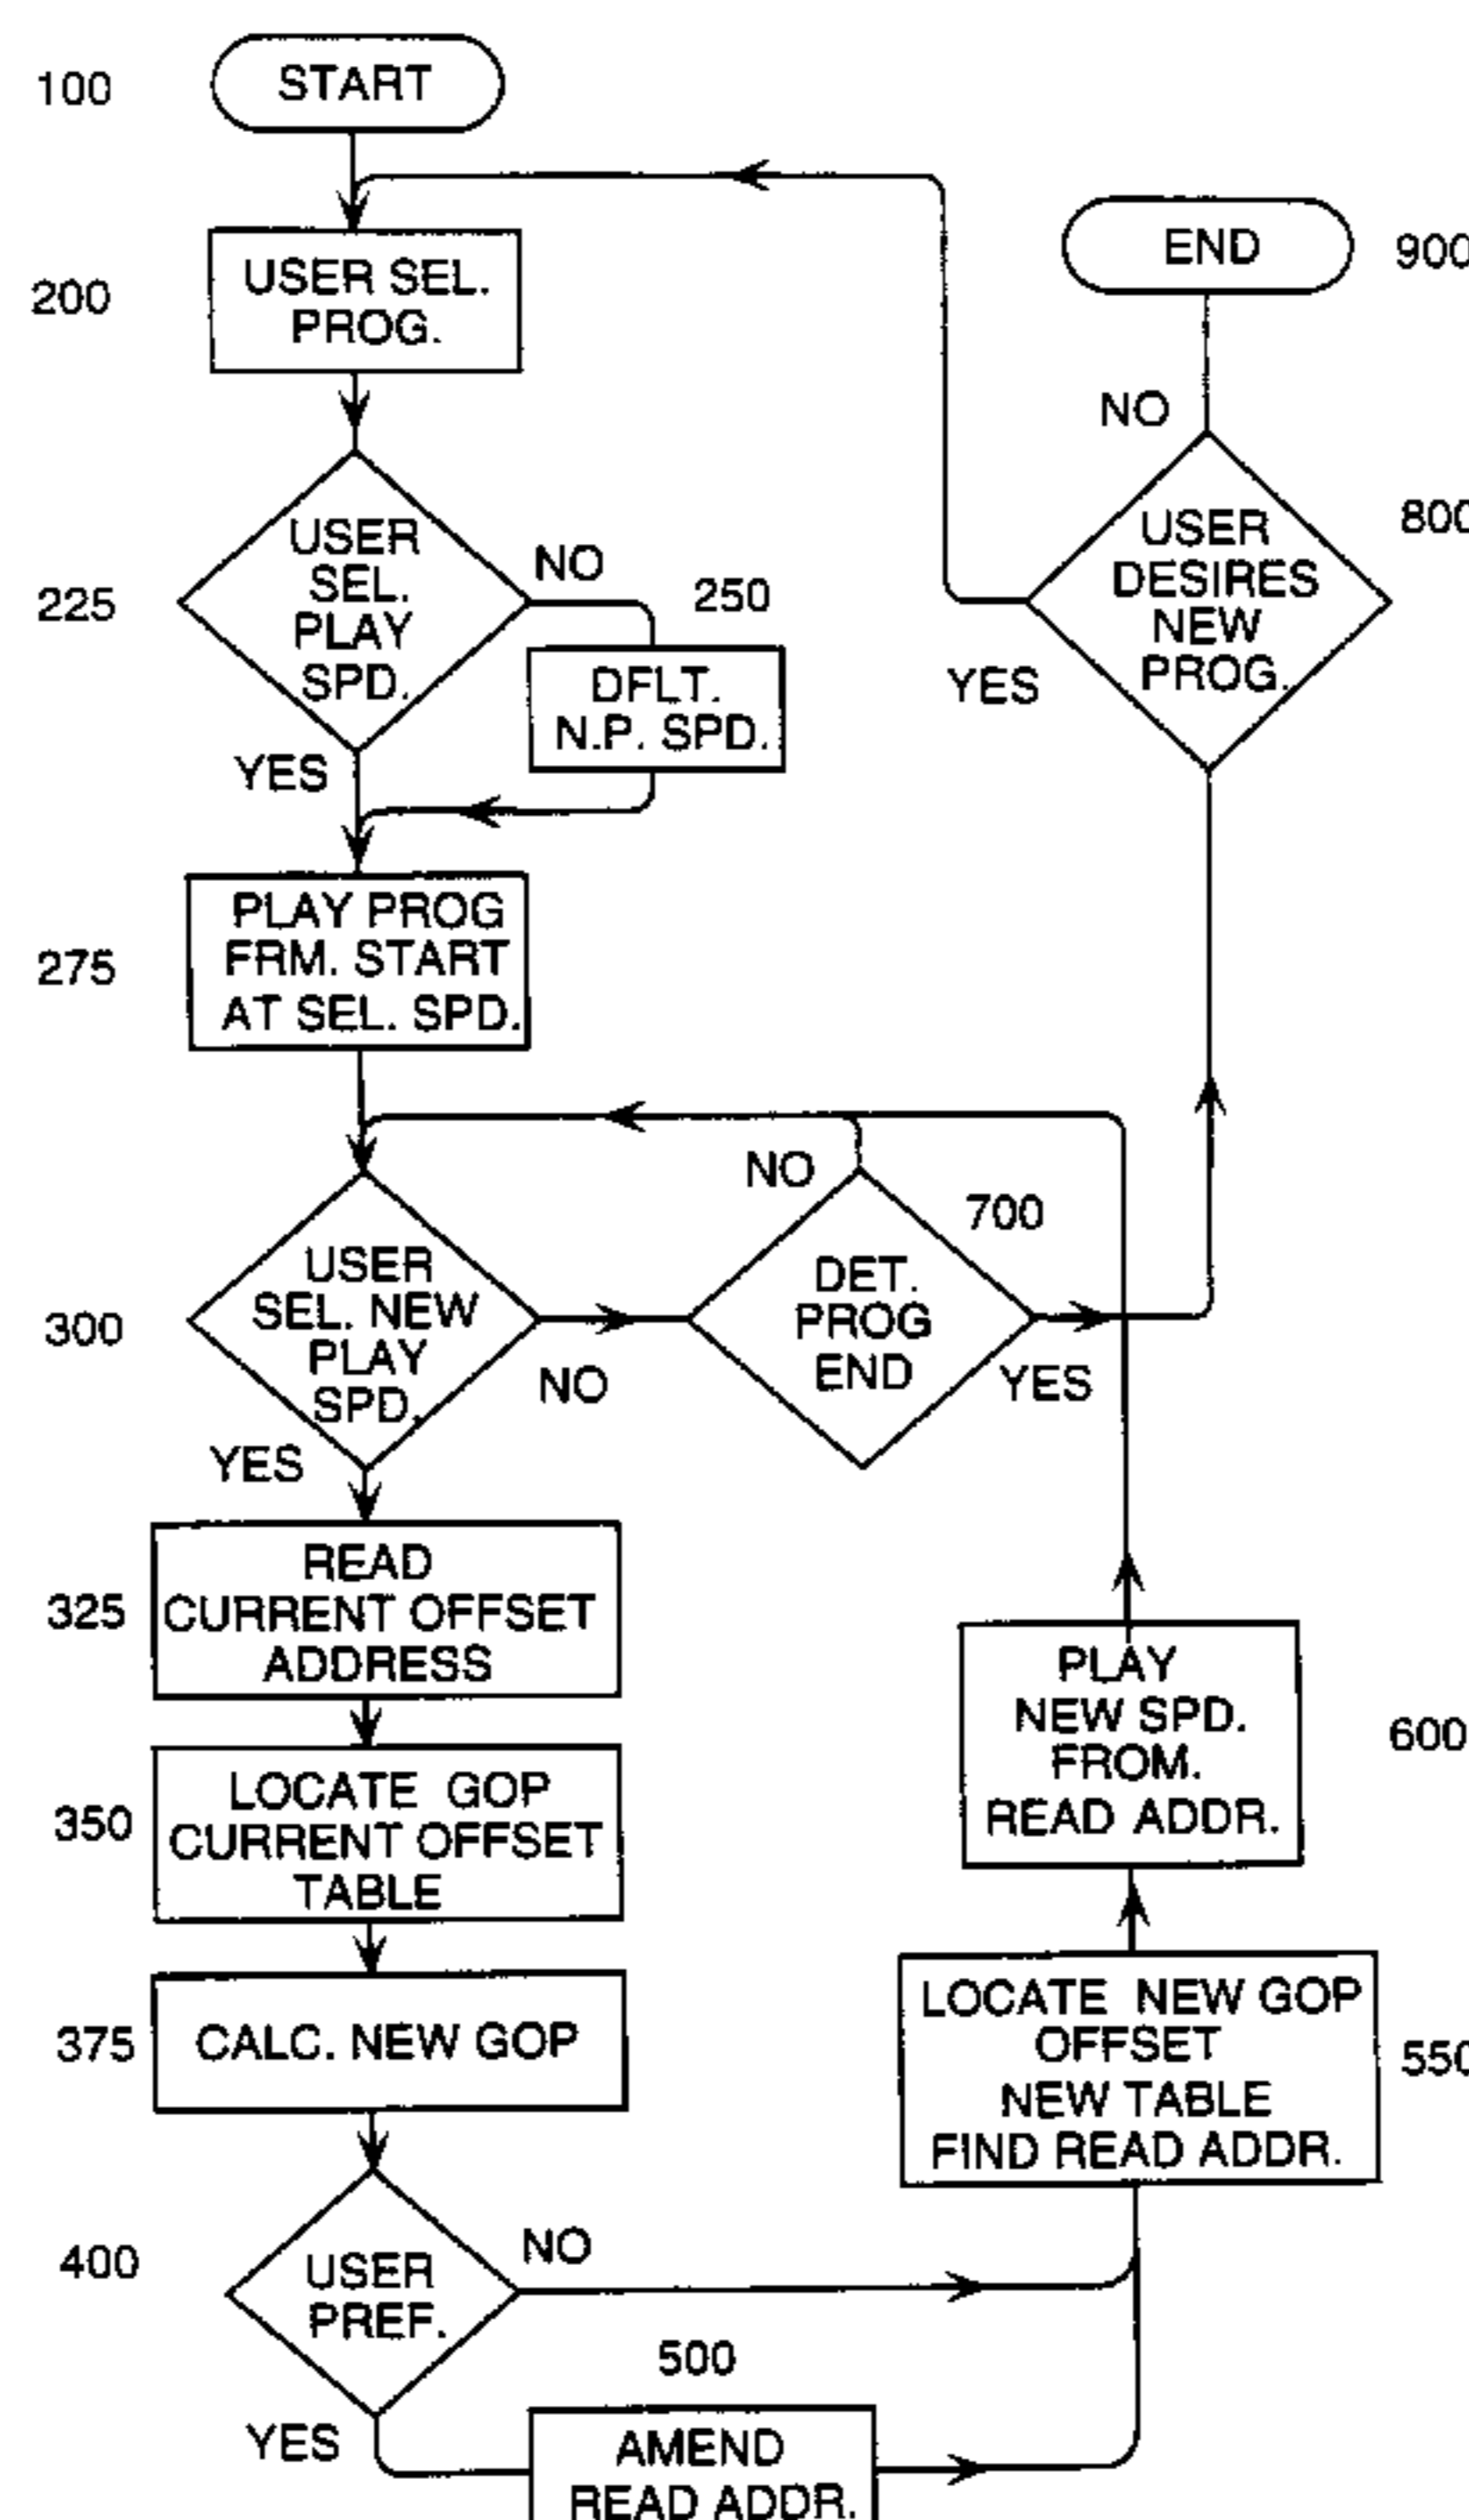 100
START
END
900
200
USER SEL.
PROG.
NO
225
USER
SEL.
PLAY
SPD.
NO
250
DFLT.
N.P. SPD.
YES
USER
DESIRES
NEW
PROG.
800
YES
275
PLAY PROG
FRM. START
AT SEL. SPD.
300
USER
SEL. NEW
PLAY
SPD.
NO
NO
700
DET.
PROG
END
YES
YES
325
READ
CURRENT OFFSET
ADDRESS
350
LOCATE GOP
CURRENT OFFSET
TABLE
PLAY
NEW SPD.
FROM.
READ ADDR.
600
375
CALC. NEW GOP
LOCATE NEW GOP
OFFSET
NEW TABLE
FIND READ ADDR.
550
400
USER
PREF.
NO
YES
500
AMEND
READ ADDR.